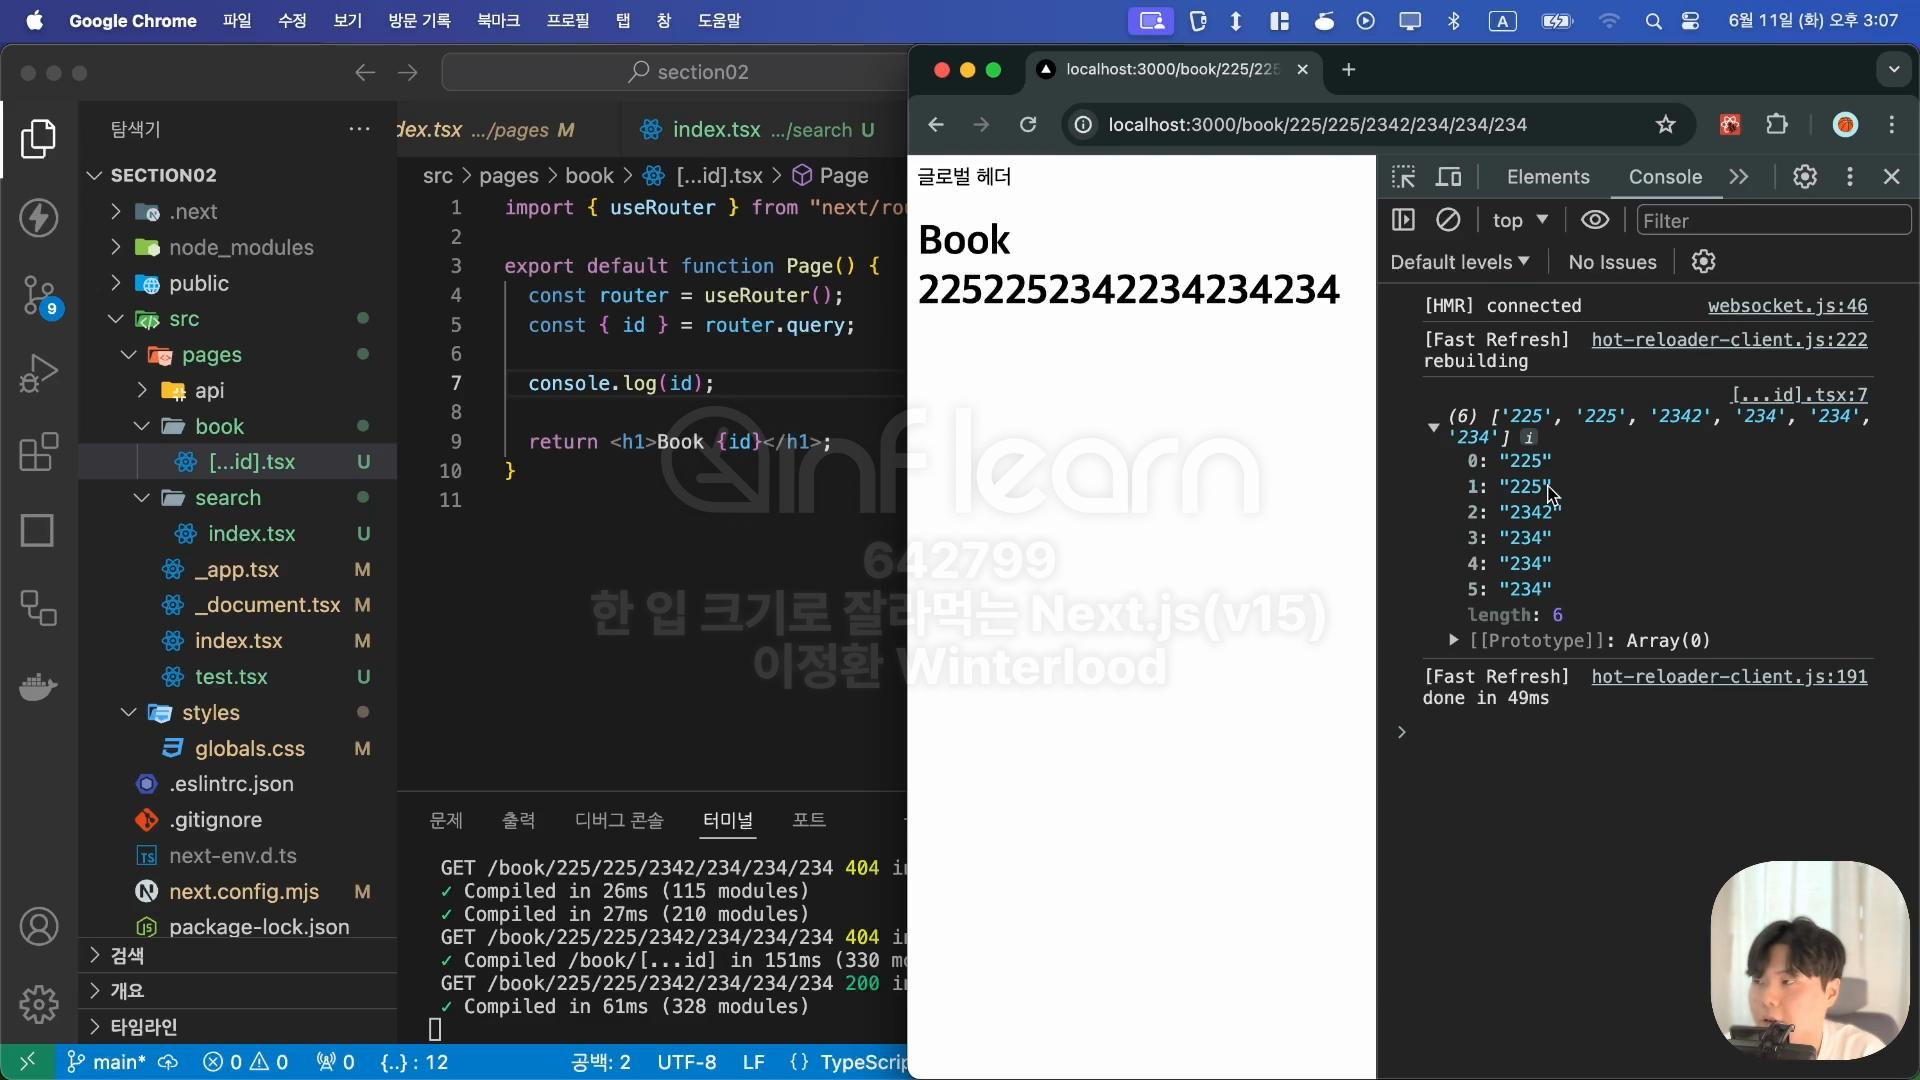 Google Chrome 파일 수정 보기 방문 기록 북마크 프로필 탭 창 도움말 A 6월 11일 (화) 오후 3:07
section02
탐색기
SECTION02
.next
node_modules
public
src
pages
api
book
[...id].tsx U
search
index.tsx U
_app.tsx M
_document.tsx M
index.tsx M
test.tsx U
styles
globals.css M
.eslintrc.json
.gitignore
next-env.d.ts
next.config.mjs M
package-lock.json
검색
개요
타임라인
9
dex.tsx .../pages M index.tsx .../search U
src > pages > book > [...id].tsx > Page
1 import { useRouter } from "next/rou
2
3 export default function Page() {
4 const router = useRouter();
5 const { id } = router.query;
6
7 console.log(id);
8
9 return <h1>Book {id}</h1>;
10 }
11
문제 출력 디버그 콘솔 터미널 포트
GET /book/225/225/2342/234/234/234 404 in
✓ Compiled in 26ms (115 modules)
✓ Compiled in 27ms (210 modules)
GET /book/225/225/2342/234/234/234 404 in
✓ Compiled /book/[...id] in 151ms (330 mo
GET /book/225/225/2342/234/234/234 200 in
✓ Compiled in 61ms (328 modules)
main* 0 0 0 {..} : 12 공백: 2 UTF-8 LF {} TypeScrip
localhost:3000/book/225/225
localhost:3000/book/225/225/2342/234/234/234
글로벌 헤더
Book
2252252342234234234
Elements Console
top Filter
Default levels No Issues
[HMR] connected websocket.js:46
[Fast Refresh] hot-reloader-client.js:222
rebuilding
[...id].tsx:7
(6) ['225', '225', '2342', '234', '234',
'234'] i
0: "225"
1: "225"
2: "2342"
3: "234"
4: "234"
5: "234"
length: 6
[[Prototype]]: Array(0)
[Fast Refresh] hot-reloader-client.js:191
done in 49ms
inflearn
642799
한 입 크기로 잘라먹는 Next.js(v15)
이정환 Winterlood